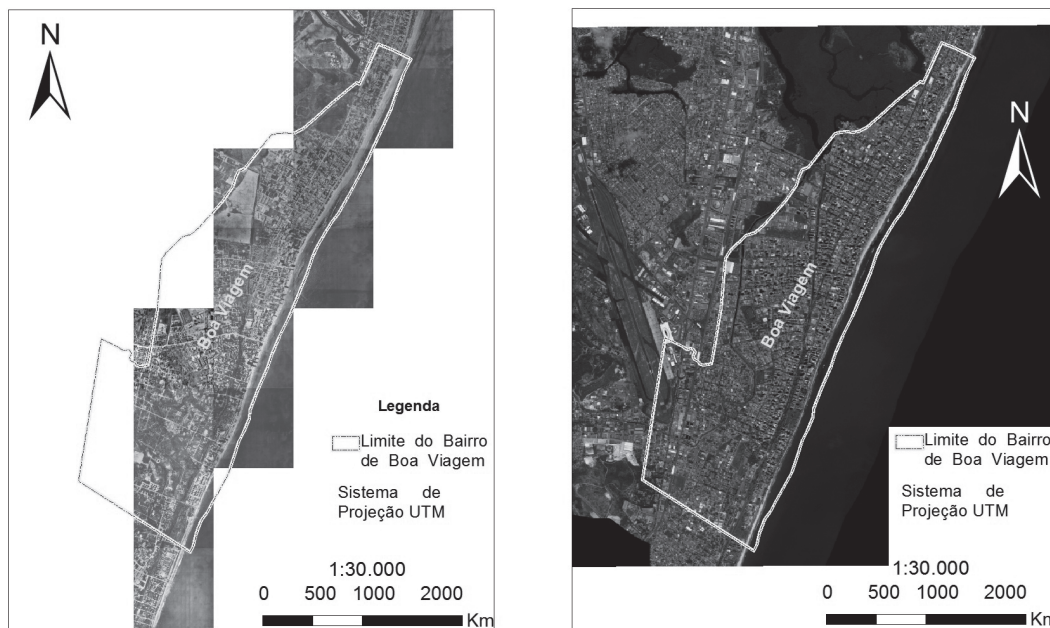 N
Boa Viagem
Legenda
Limite do Bairro
de Boa Viagem
Sistema de
Projeção UTM
1:30.000
0 500 1000 2000
Km
N
Boa Viagem
Limite do Bairro
de Boa Viagem
Sistema de
Projeção UTM
1:30.000
0 500 1000 2000